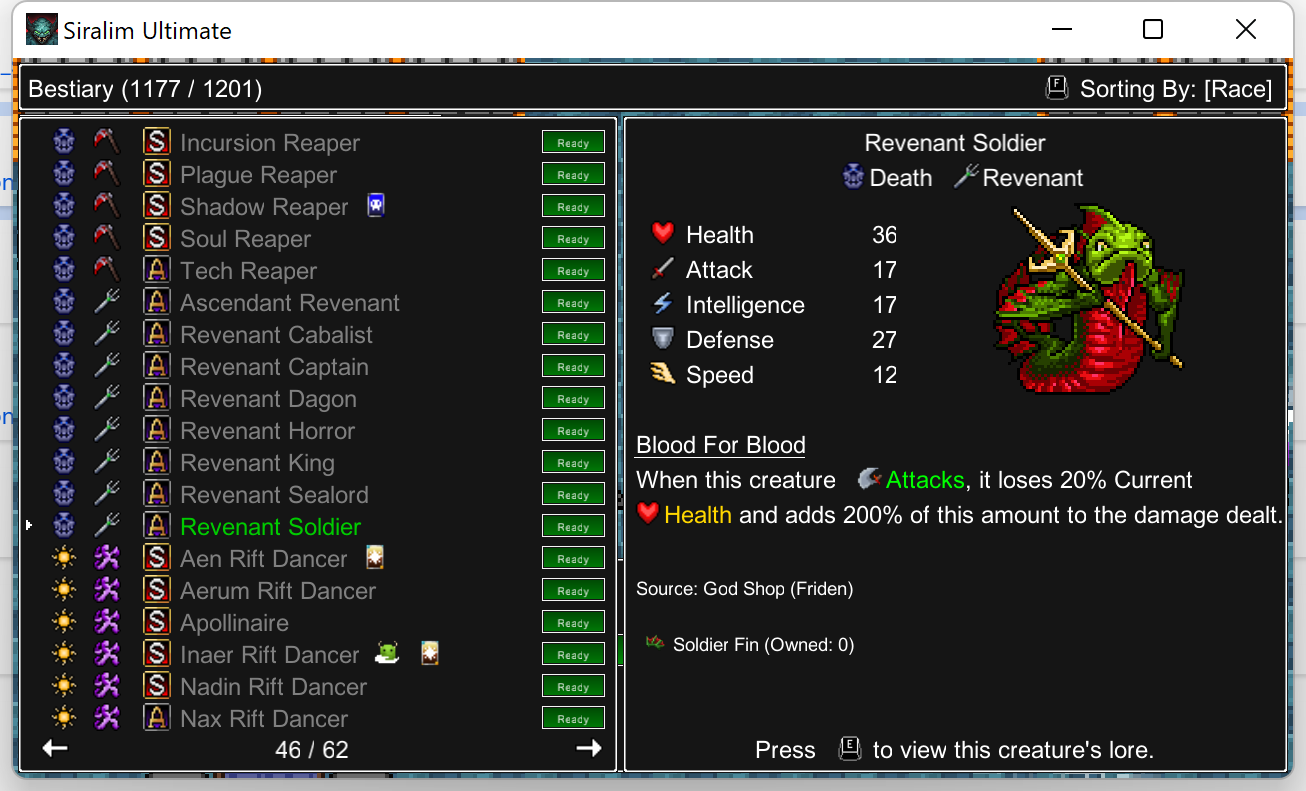 Siralim Ultimate
Bestiary (1177 / 1201)
F Sorting By: [Race]
S Incursion Reaper Ready
S Plague Reaper Ready
S Shadow Reaper Ready
S Soul Reaper Ready
A Tech Reaper Ready
A Ascendant Revenant Ready
A Revenant Cabalist Ready
A Revenant Captain Ready
A Revenant Dagon Ready
A Revenant Horror Ready
A Revenant King Ready
A Revenant Sealord Ready
A Revenant Soldier Ready
S Aen Rift Dancer Ready
S Aerum Rift Dancer Ready
S Apollinaire Ready
S Inaer Rift Dancer Ready
S Nadin Rift Dancer Ready
A Nax Rift Dancer Ready
46 / 62
Revenant Soldier
Death Revenant
Health 36
Attack 17
Intelligence 17
Defense 27
Speed 12
Blood For Blood
When this creature Attacks, it loses 20% Current
Health and adds 200% of this amount to the damage dealt.
Source: God Shop (Friden)
Soldier Fin (Owned: 0)
Press E to view this creature's lore.